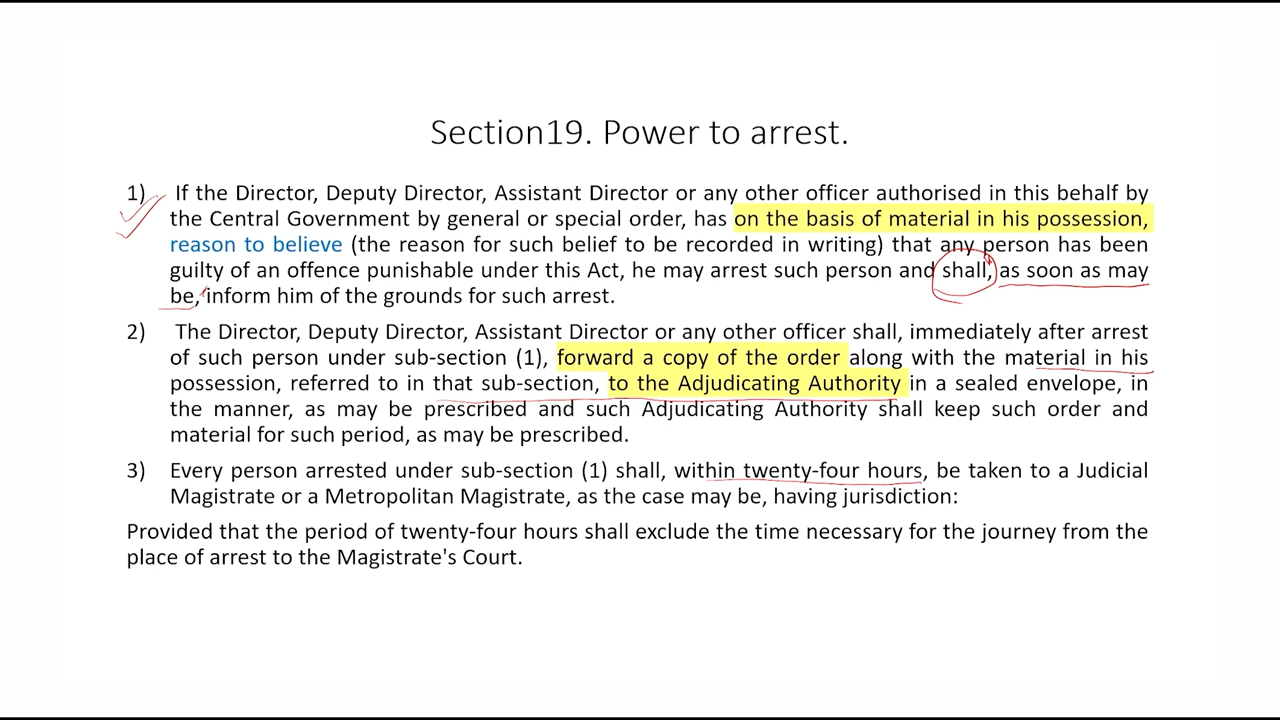 Section19. Power to arrest.
1) If the Director, Deputy Director, Assistant Director or any other officer authorised in this behalf by
the Central Government by general or special order, has on the basis of material in his possession,
reason to believe (the reason for such belief to be recorded in writing) that any person has been
guilty of an offence punishable under this Act, he may arrest such person and shall, as soon as may
be, inform him of the grounds for such arrest.
2) The Director, Deputy Director, Assistant Director or any other officer shall, immediately after arrest
of such person under sub-section (1), forward a copy of the order along with the material in his
possession, referred to in that sub-section, to the Adjudicating Authority in a sealed envelope, in
the manner, as may be prescribed and such Adjudicating Authority shall keep such order and
material for such period, as may be prescribed.
3) Every person arrested under sub-section (1) shall, within twenty-four hours, be taken to a Judicial
Magistrate or a Metropolitan Magistrate, as the case may be, having jurisdiction:
Provided that the period of twenty-four hours shall exclude the time necessary for the journey from the
place of arrest to the Magistrate's Court.